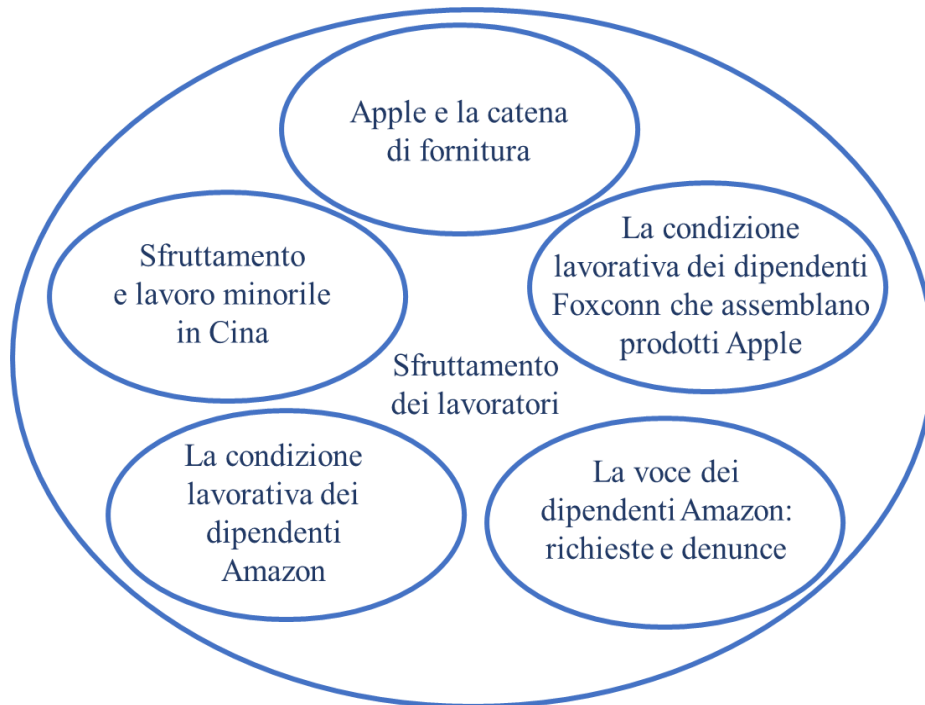 Apple e la catena
di fornitura
Sfruttamento
e lavoro minorile
in Cina
La condizione
lavorativa dei dipendenti
Foxconn che assemblano
prodotti Apple
Sfruttamento
dei lavoratori
La condizione
lavorativa dei
dipendenti
Amazon
La voce dei
dipendenti Amazon:
richieste e denunce